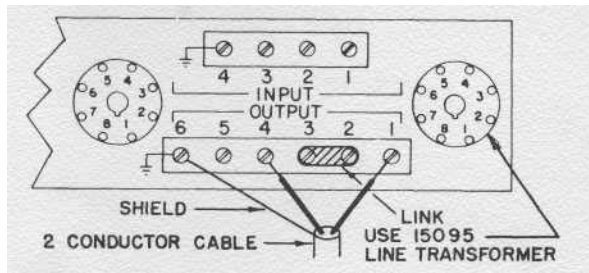 5 4
6 3
7 2
8 1
4 3 2 1
INPUT
OUTPUT
6 5 4 3 2 1
5 4
6 3
7 2
8 1
SHIELD
2 CONDUCTOR CABLE
LINK
USE 15095
LINE TRANSFORMER